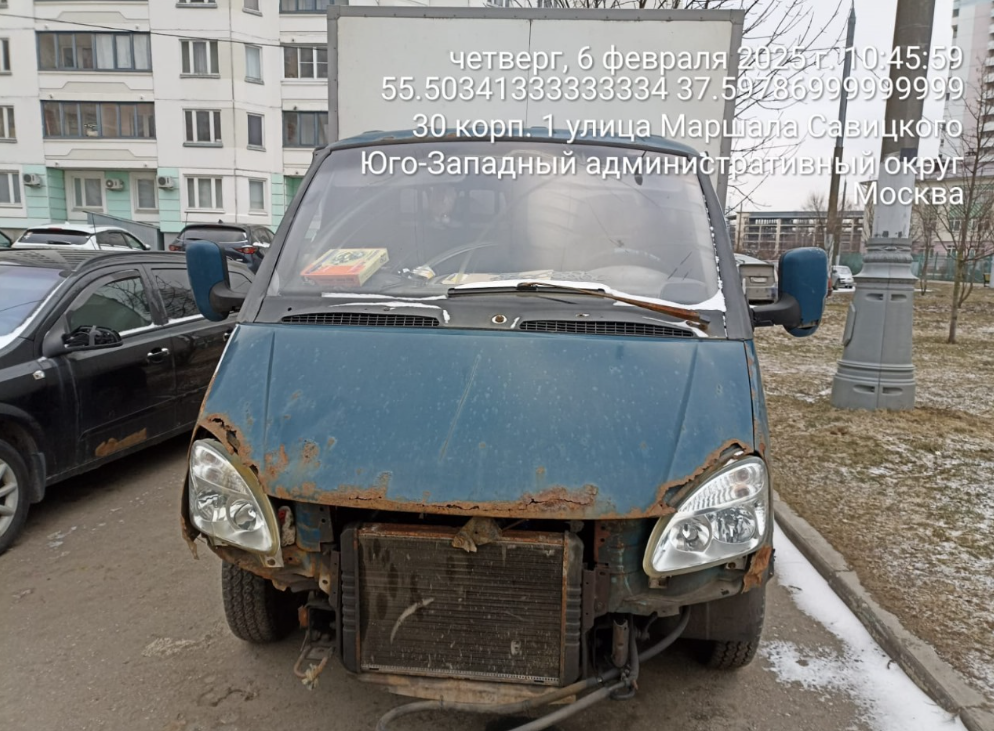 четверг, 6 февраля 2025 г. 10:45:59
55.50341333333334 37.59786999999999
30 корп. 1 улица Маршала Савицкого
Юго-Западный административный округ
Москва